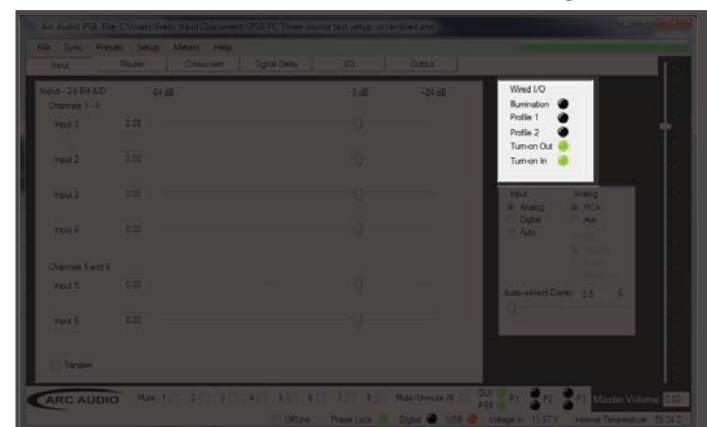 Arc Audio PS8 File C:\Users\Fred's Vault\Documents\PS8\PC Three source test setup -scrambled.xml
File Sync Presets Setup Meters Help
Input Router Crossovers Signal Delay EQ Output
Input - 24 Bit A/D 64 dB 0 dB -24 dB
Channels 1 - 4
Input 1 0.00
Input 2 0.00
Input 3 0.00
Input 4 0.00
Channels 5 and 6
Input 5 0.00
Input 6 0.00
Tandem
Wired I/O
Illumination
Profile 1
Profile 2
Turn-on Out
Turn-on In
Input Analog
Analog RCA
Digital Aux
Auto
Auto-select Delay 0.5 S
ARC AUDIO Mute: 1 2 3 4 5 6 7 8 Mute/Unmute All GUI PS8 P1 P2 P3 Master Volume 0.00
OffLine Phase Lock Digital USB Voltage In 13.57 V Internal Temperature